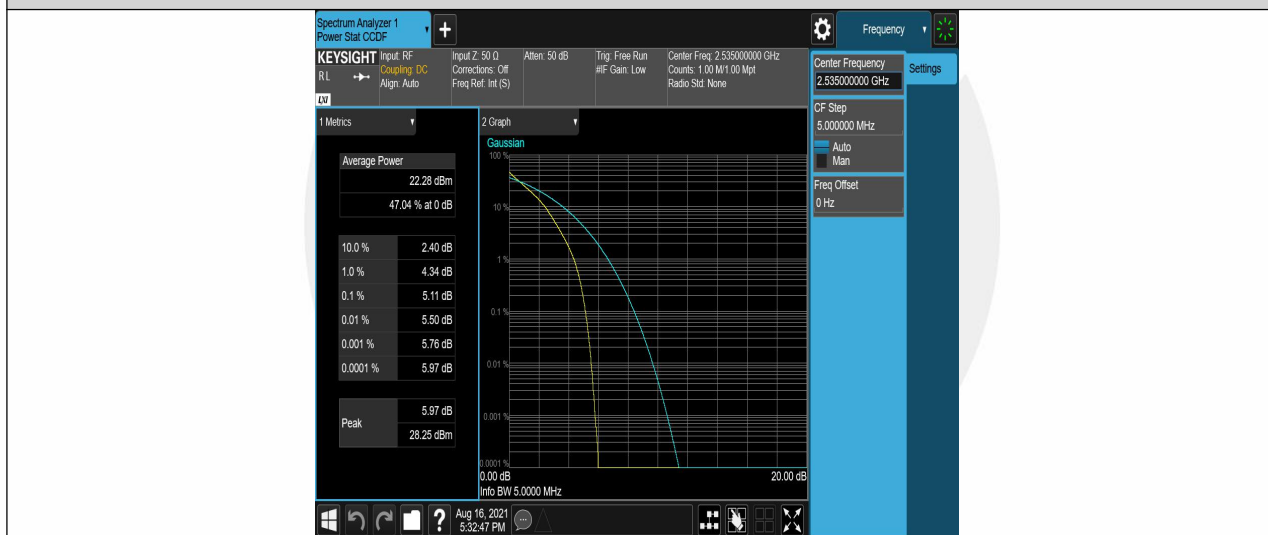 Spectrum Analyzer 1
Power Stat CCDF
+
Frequency
KEYSIGHT
RL
LXI
Input: RF
Coupling: DC
Align: Auto
Input Z: 50 Ω
Corrections: Off
Freq Ref: Int (S)
Atten: 50 dB
Trig: Free Run
#IF Gain: Low
Center Freq: 2.535000000 GHz
Counts: 1.00 M/1.00 Mpt
Radio Std: None
Center Frequency
2.535000000 GHz
Settings
CF Step
5.000000 MHz
Auto
Man
Freq Offset
0 Hz
1 Metrics
Average Power
22.28 dBm
47.04 % at 0 dB
10.0 % 2.40 dB
1.0 % 4.34 dB
0.1 % 5.11 dB
0.01 % 5.50 dB
0.001 % 5.76 dB
0.0001 % 5.97 dB
Peak
5.97 dB
28.25 dBm
2 Graph
Gaussian
100 %
10 %
1 %
0.1 %
0.01 %
0.001 %
0.0001 %
0.00 dB 20.00 dB
Info BW 5.0000 MHz
?
Aug 16, 2021
5:32:47 PM